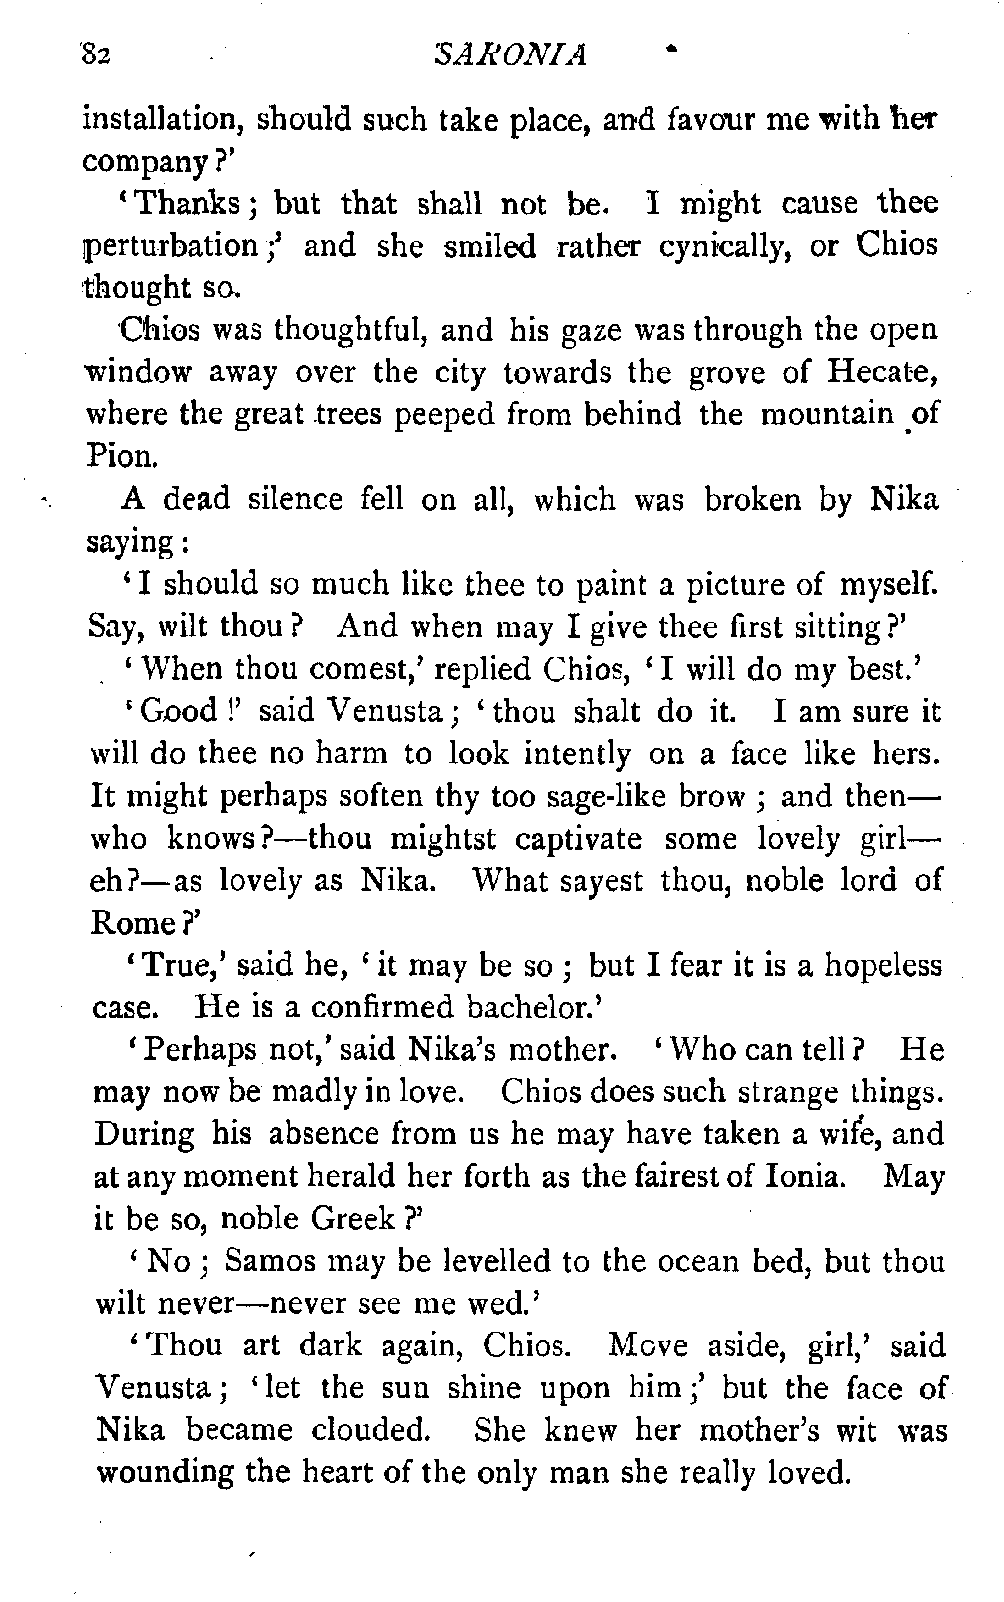 82 SARONIA
installation, should such take place, and favour me with her
company?'
'Thanks; but that shall not be. I might cause thee
perturbation;' and she smiled rather cynically, or Chios
thought so.
Chios was thoughtful, and his gaze was through the open
window away over the city towards the grove of Hecate,
where the great trees peeped from behind the mountain of
Pion.
A dead silence fell on all, which was broken by Nika
saying:
'I should so much like thee to paint a picture of myself.
Say, wilt thou? And when may I give thee first sitting?'
'When thou comest,' replied Chios, 'I will do my best.'
'Good!' said Venusta; 'thou shalt do it. I am sure it
will do thee no harm to look intently on a face like hers.
It might perhaps soften thy too sage-like brow; and then—
who knows?—thou mightst captivate some lovely girl—
eh?—as lovely as Nika. What sayest thou, noble lord of
Rome?'
'True,' said he, 'it may be so; but I fear it is a hopeless
case. He is a confirmed bachelor.'
'Perhaps not,' said Nika's mother. 'Who can tell? He
may now be madly in love. Chios does such strange things.
During his absence from us he may have taken a wife, and
at any moment herald her forth as the fairest of Ionia. May
it be so, noble Greek?'
'No; Samos may be levelled to the ocean bed, but thou
wilt never—never see me wed.'
'Thou art dark again, Chios. Move aside, girl,' said
Venusta; 'let the sun shine upon him;' but the face of
Nika became clouded. She knew her mother's wit was
wounding the heart of the only man she really loved.